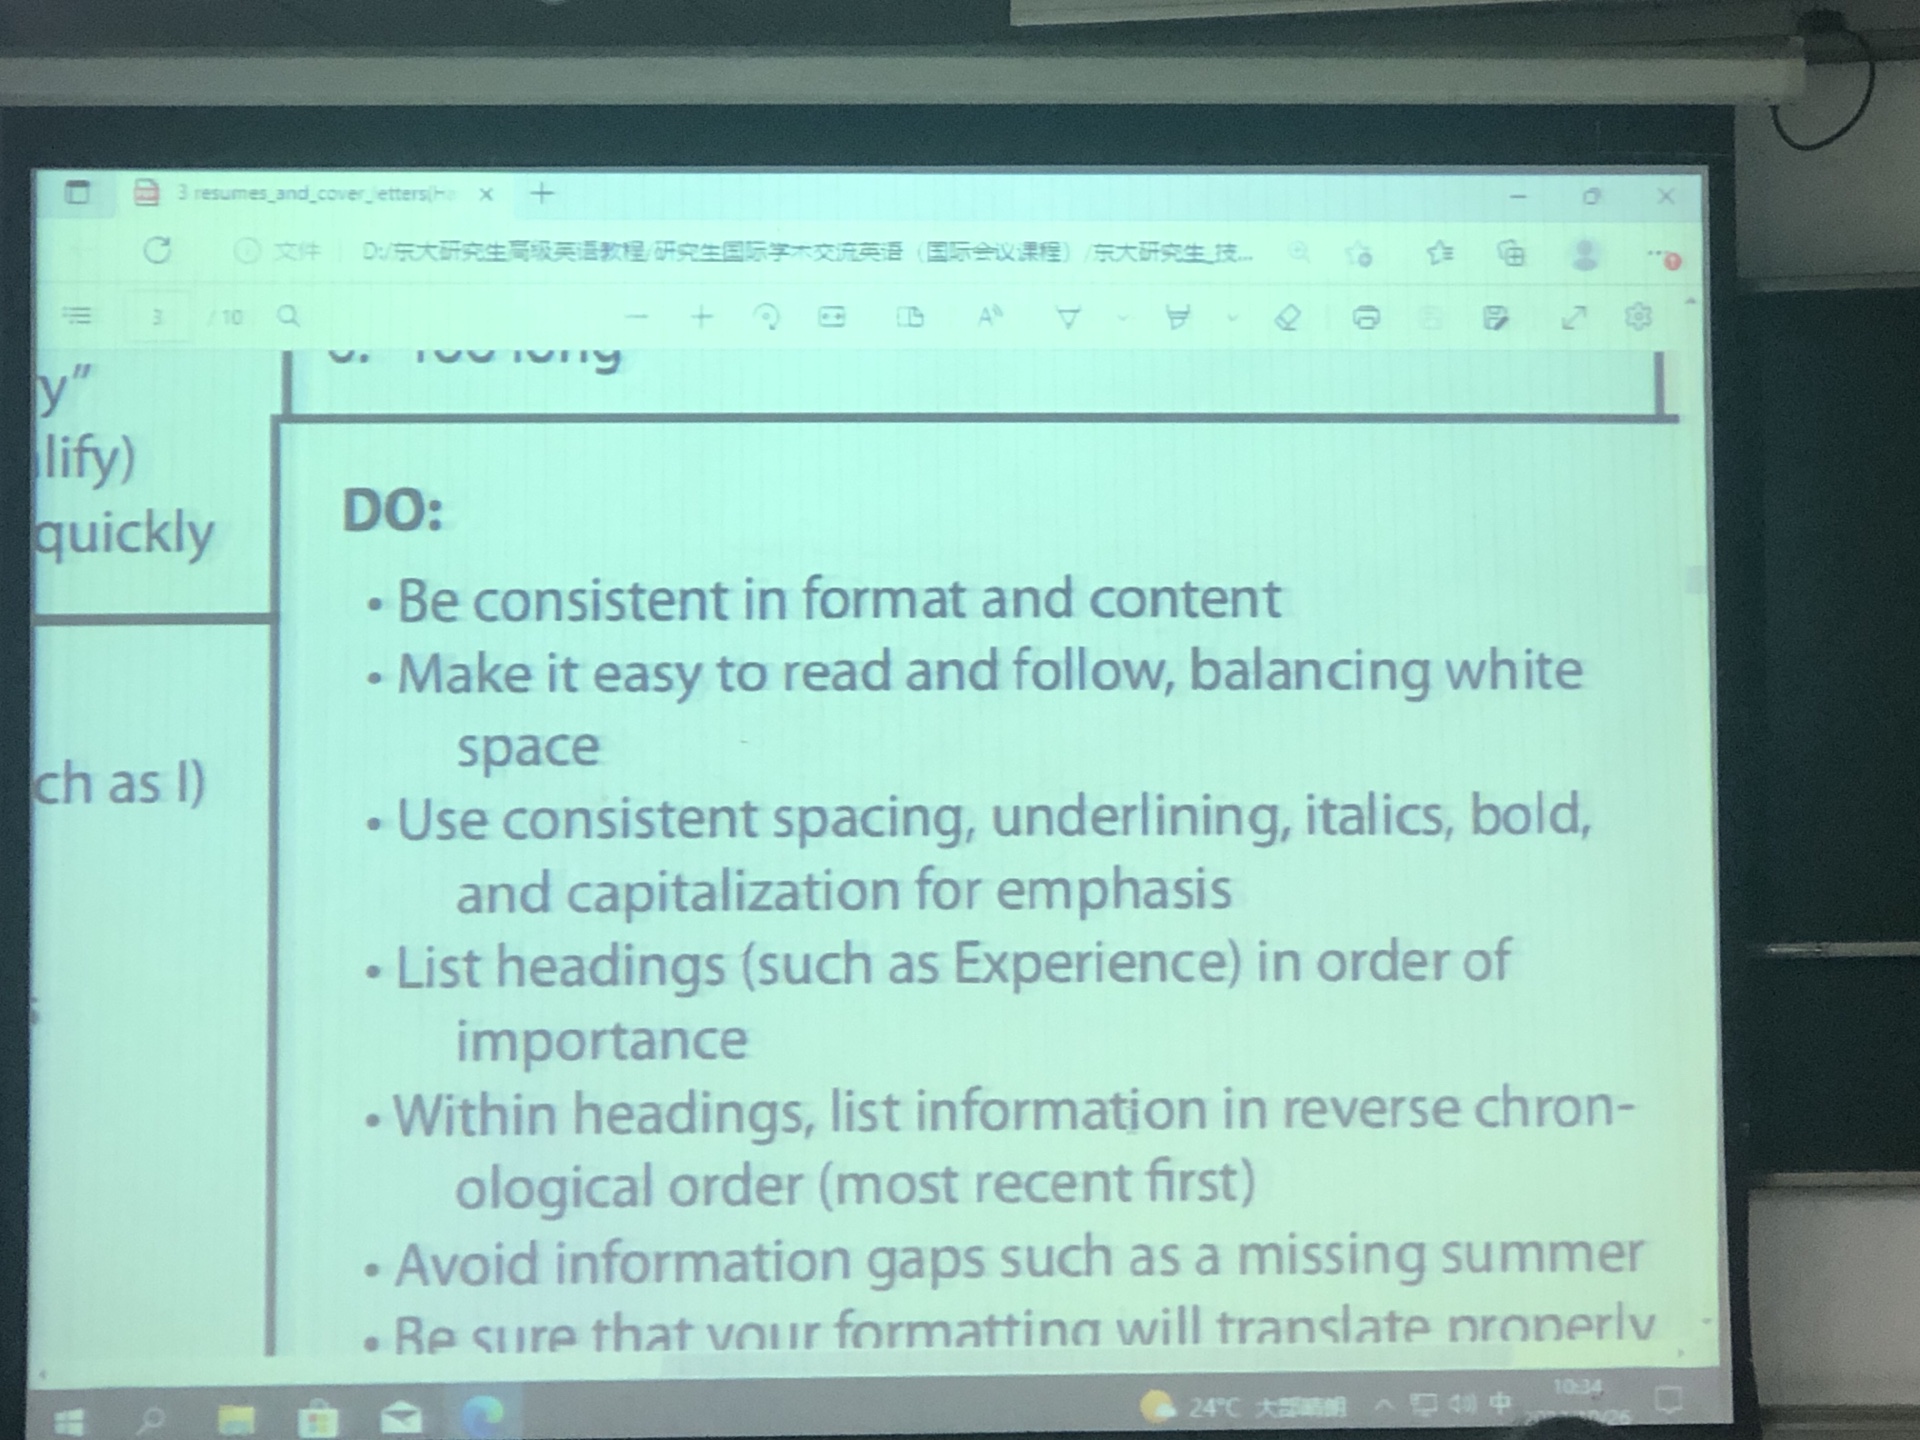 3 resumes_and_cover_letters(Ha
文件 D:/东大研究生高级英语教程/研究生国际学术交流英语（国际会议课程）/东大研究生_技...
3 / 10
Too long
y”
lify)
quickly
ch as I)
DO:
• Be consistent in format and content
• Make it easy to read and follow, balancing white
space
• Use consistent spacing, underlining, italics, bold,
and capitalization for emphasis
• List headings (such as Experience) in order of
importance
• Within headings, list information in reverse chron-
ological order (most recent first)
• Avoid information gaps such as a missing summer
• Be sure that your formatting will translate properly
24°C 大部晴朗 中 10:34